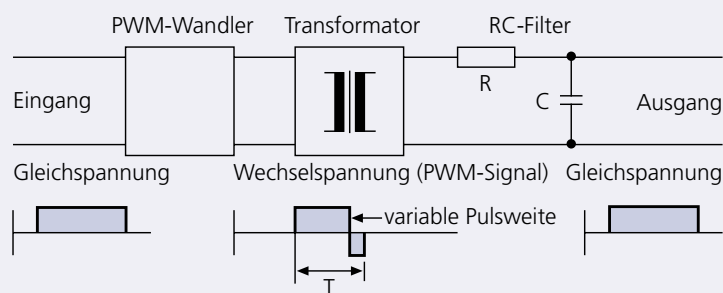 PWM-Wandler Transformator RC-Filter
R
Eingang C Ausgang
Gleichspannung Wechselspannung (PWM-Signal) Gleichspannung
variable Pulsweite
T